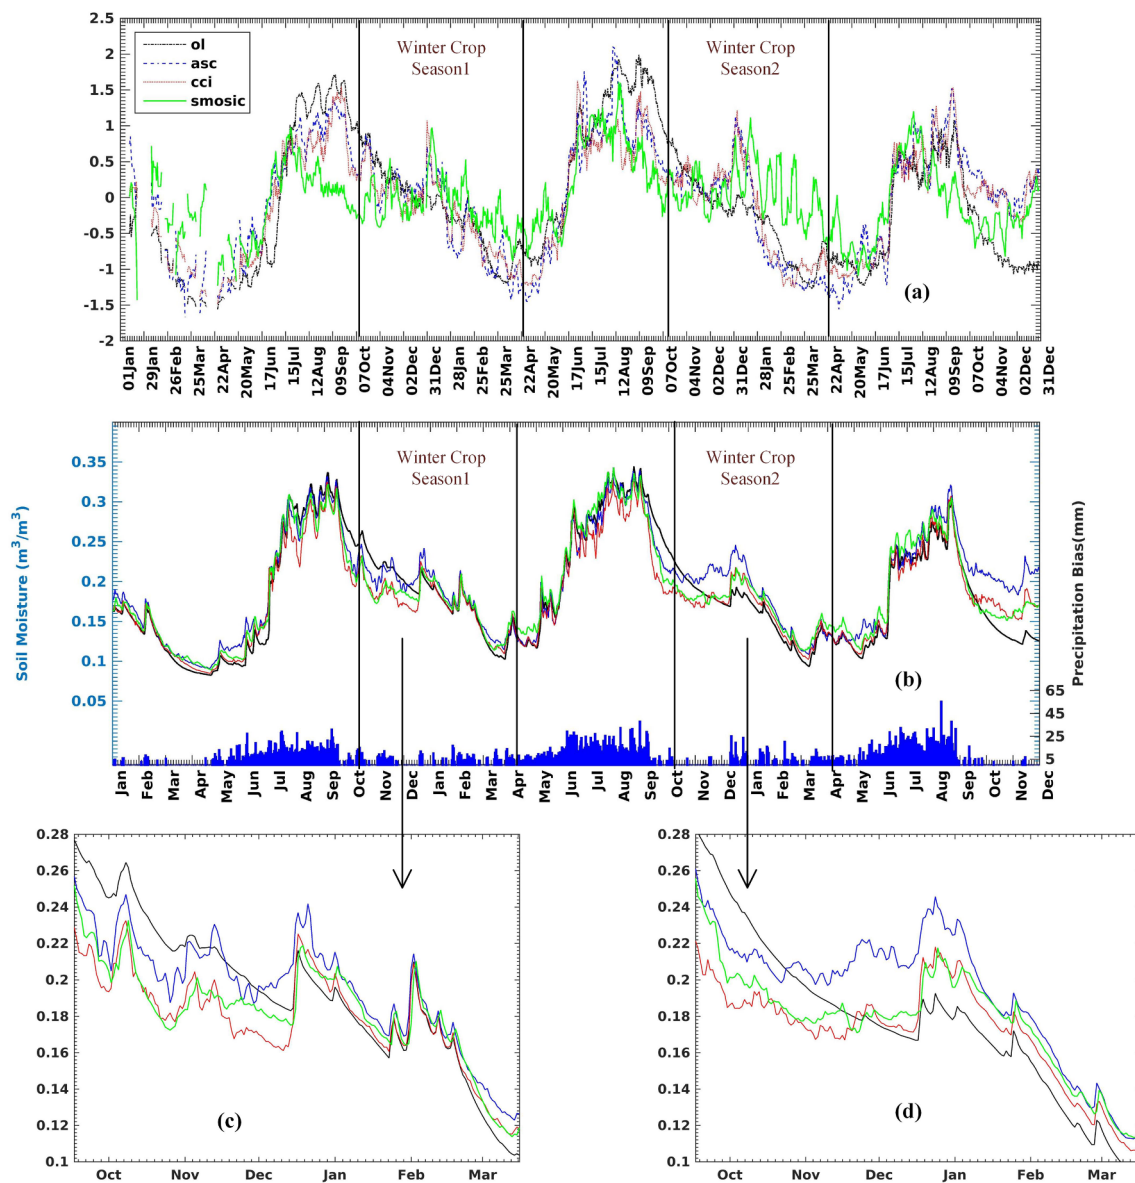 2.5
2
1.5
1
0.5
0
-0.5
-1
-1.5
-2
ol
asc
cci
smosic
Winter Crop
Season1
Winter Crop
Season2
(a)
01Jan
29Jan
26Feb
25Mar
22Apr
20May
17Jun
15Jul
12Aug
09Sep
07Oct
04Nov
02Dec
31Dec
28Jan
25Feb
25Mar
22Apr
20May
17Jun
15Jul
12Aug
09Sep
07Oct
04Nov
02Dec
31Dec
28Jan
25Feb
25Mar
22Apr
20May
17Jun
15Jul
12Aug
09Sep
07Oct
04Nov
02Dec
31Dec
Soil Moisture (m³/m³)
0.35
0.3
0.25
0.2
0.15
0.1
0.05
Winter Crop
Season1
Winter Crop
Season2
(b)
Precipitation Bias(mm)
65
45
25
5
Jan
Feb
Mar
Apr
May
Jun
Jul
Aug
Sep
Oct
Nov
Dec
Jan
Feb
Mar
Apr
May
Jun
Jul
Aug
Sep
Oct
Nov
Dec
Jan
Feb
Mar
Apr
May
Jun
Jul
Aug
Sep
Oct
Nov
Dec
0.28
0.26
0.24
0.22
0.2
0.18
0.16
0.14
0.12
0.1
(c)
Oct
Nov
Dec
Jan
Feb
Mar
0.28
0.26
0.24
0.22
0.2
0.18
0.16
0.14
0.12
0.1
(d)
Oct
Nov
Dec
Jan
Feb
Mar